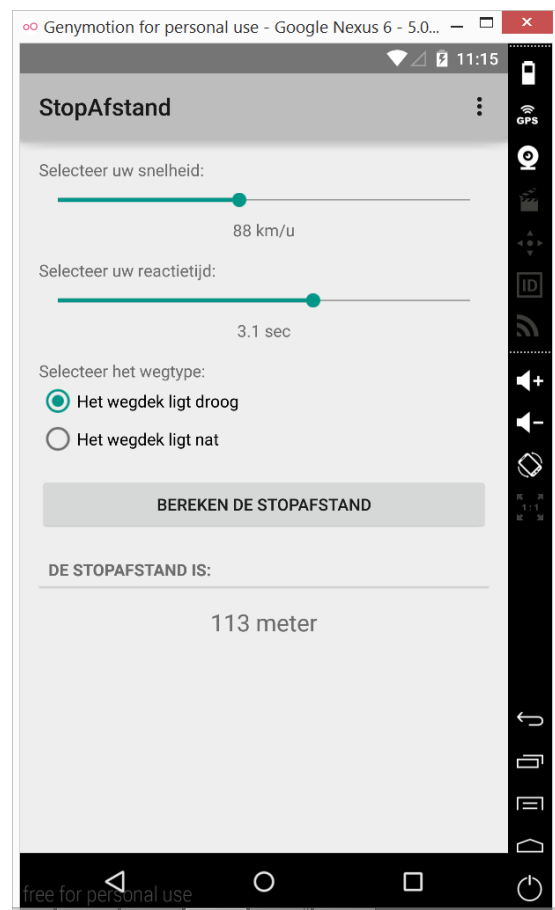 Genymotion for personal use - Google Nexus 6 - 5.0...
11:15
StopAfstand
GPS
Selecteer uw snelheid:
88 km/u
Selecteer uw reactietijd:
ID
3.1 sec
Selecteer het wegtype:
Het wegdek ligt droog
Het wegdek ligt nat
1:1
BEREKEN DE STOPAFSTAND
DE STOPAFSTAND IS:
113 meter
free for personal use